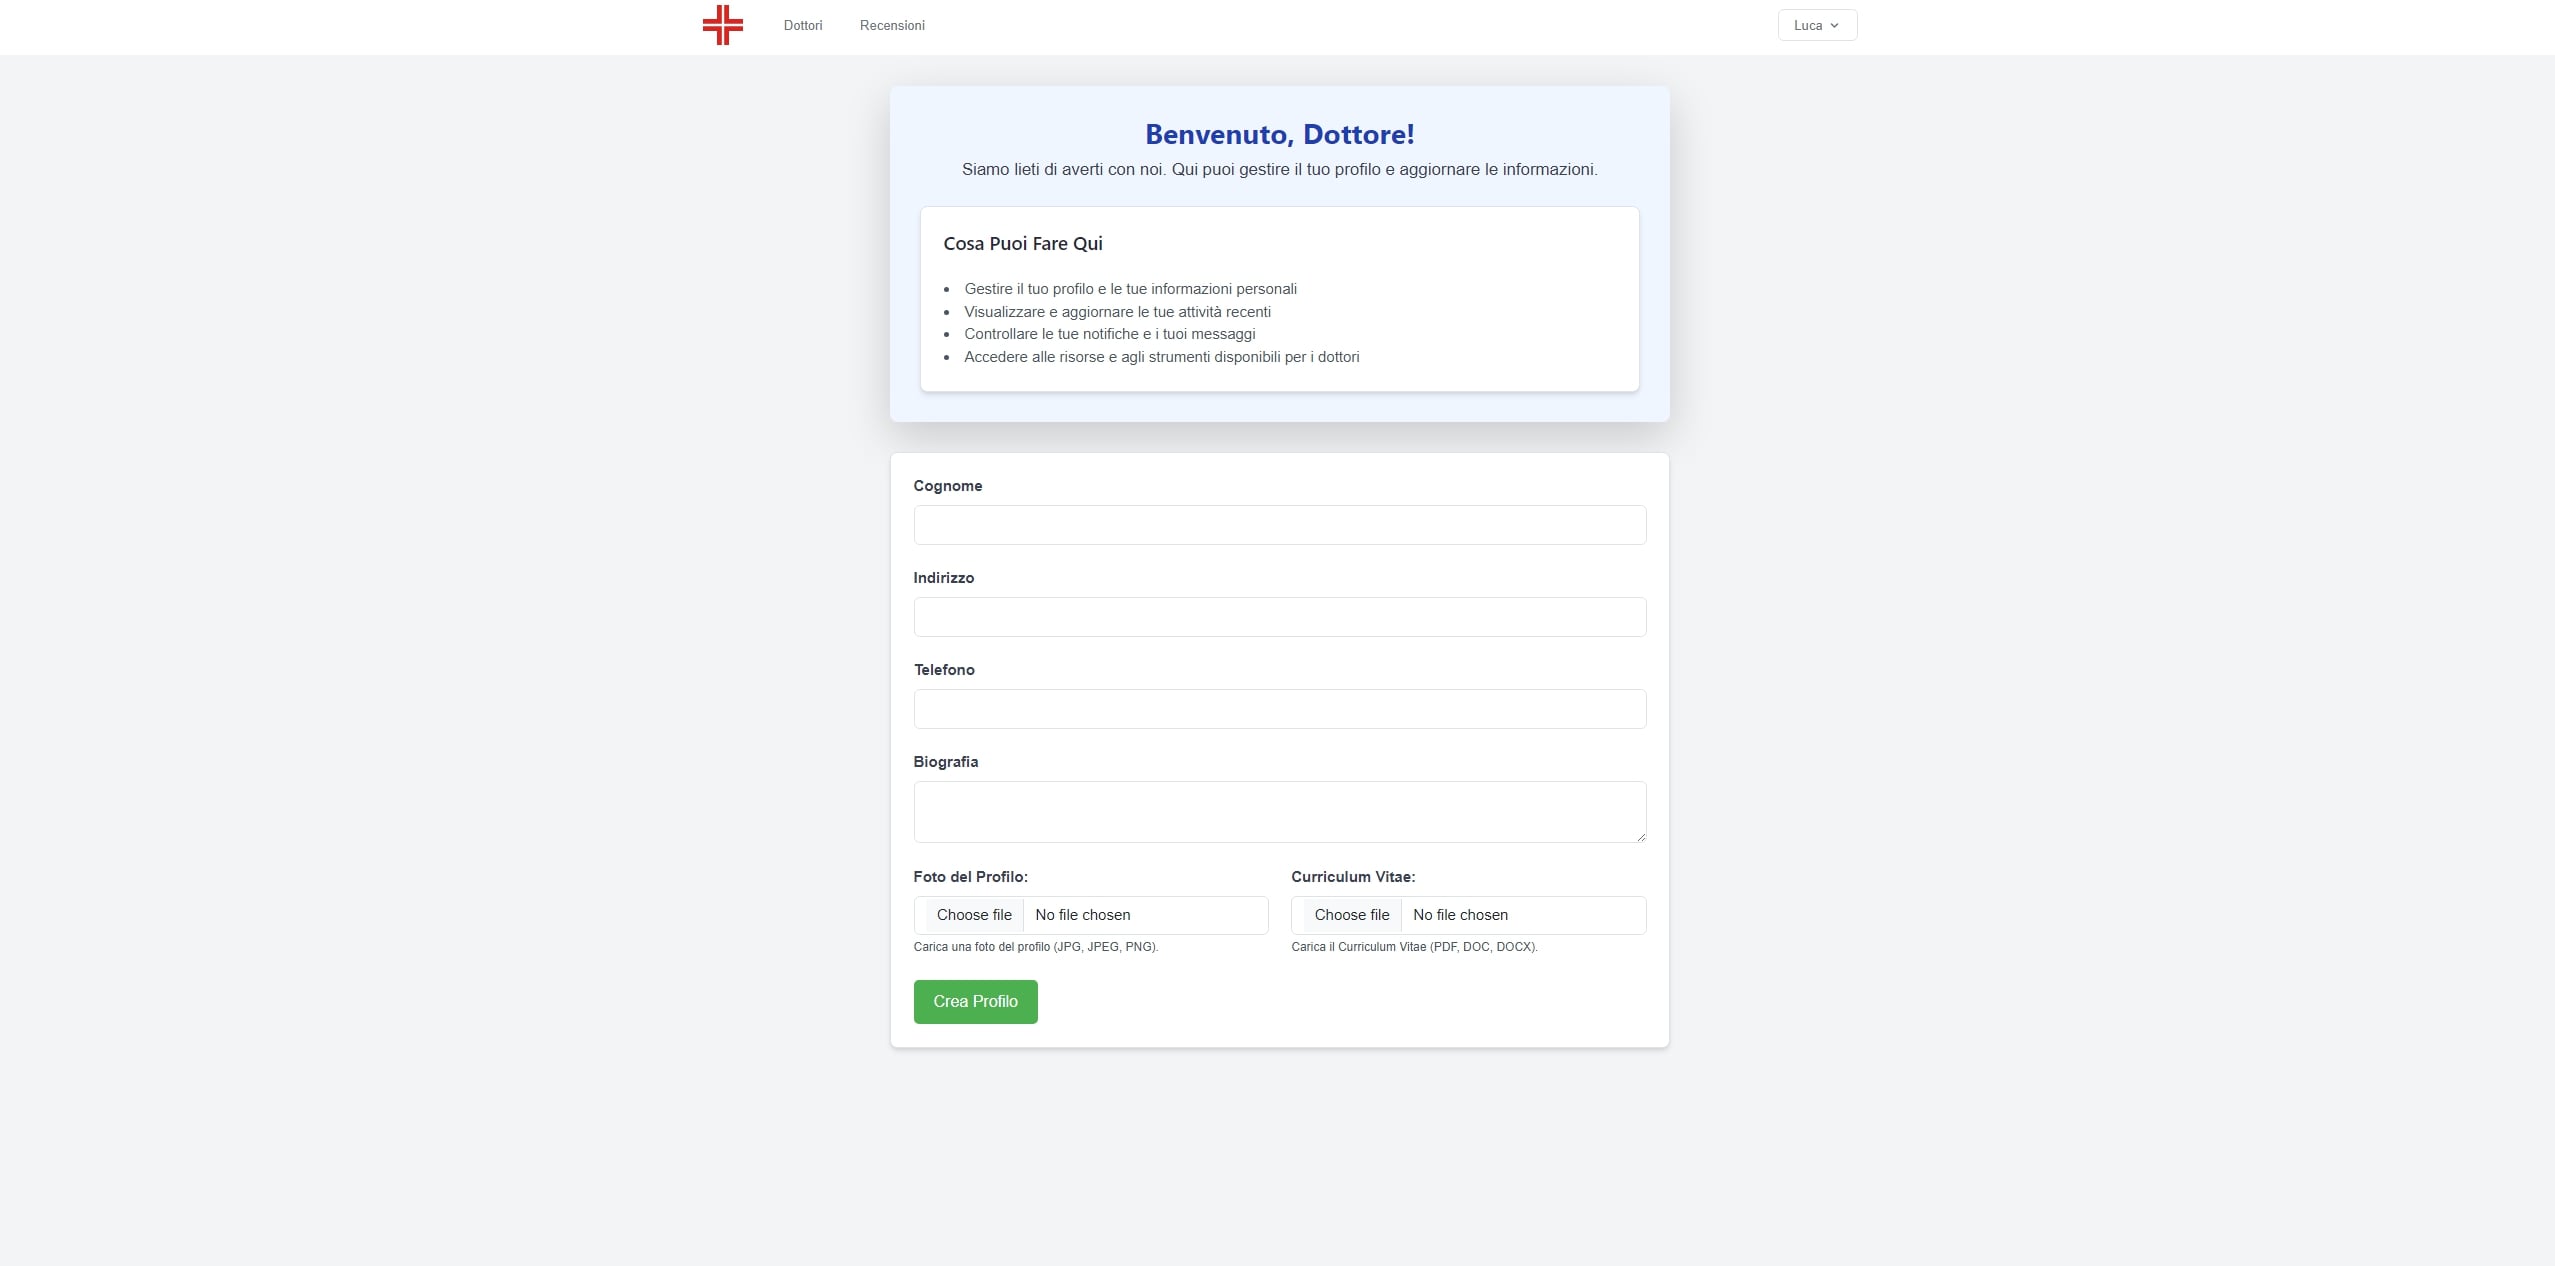 Dottori
Recensioni
Luca
Benvenuto, Dottore!
Siamo lieti di averti con noi. Qui puoi gestire il tuo profilo e aggiornare le informazioni.
Cosa Puoi Fare Qui
Gestire il tuo profilo e le tue informazioni personali
Visualizzare e aggiornare le tue attività recenti
Controllare le tue notifiche e i tuoi messaggi
Accedere alle risorse e agli strumenti disponibili per i dottori
Cognome
Indirizzo
Telefono
Biografia
Foto del Profilo:
Choose file No file chosen
Carica una foto del profilo (JPG, JPEG, PNG).
Curriculum Vitae:
Choose file No file chosen
Carica il Curriculum Vitae (PDF, DOC, DOCX).
Crea Profilo